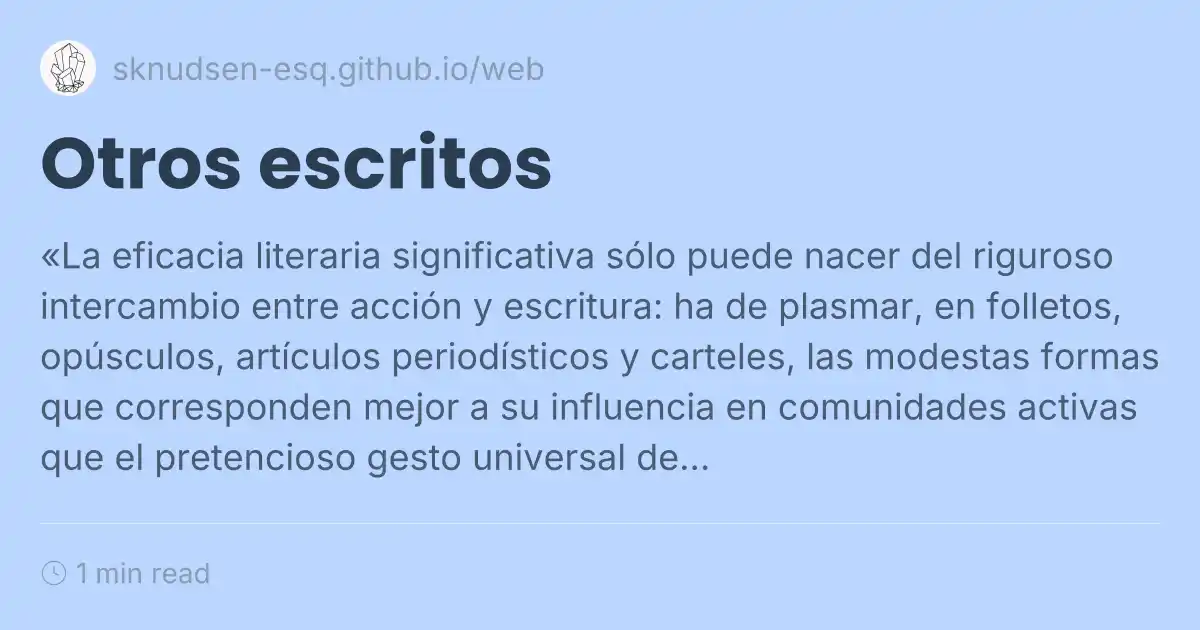 sknudsen-esq.github.io/web
Otros escritos
«La eficacia literaria significativa sólo puede nacer del riguroso
intercambio entre acción y escritura: ha de plasmar, en folletos,
opúsculos, artículos periodísticos y carteles, las modestas formas
que corresponden mejor a su influencia en comunidades activas
que el pretencioso gesto universal de...
1 min read